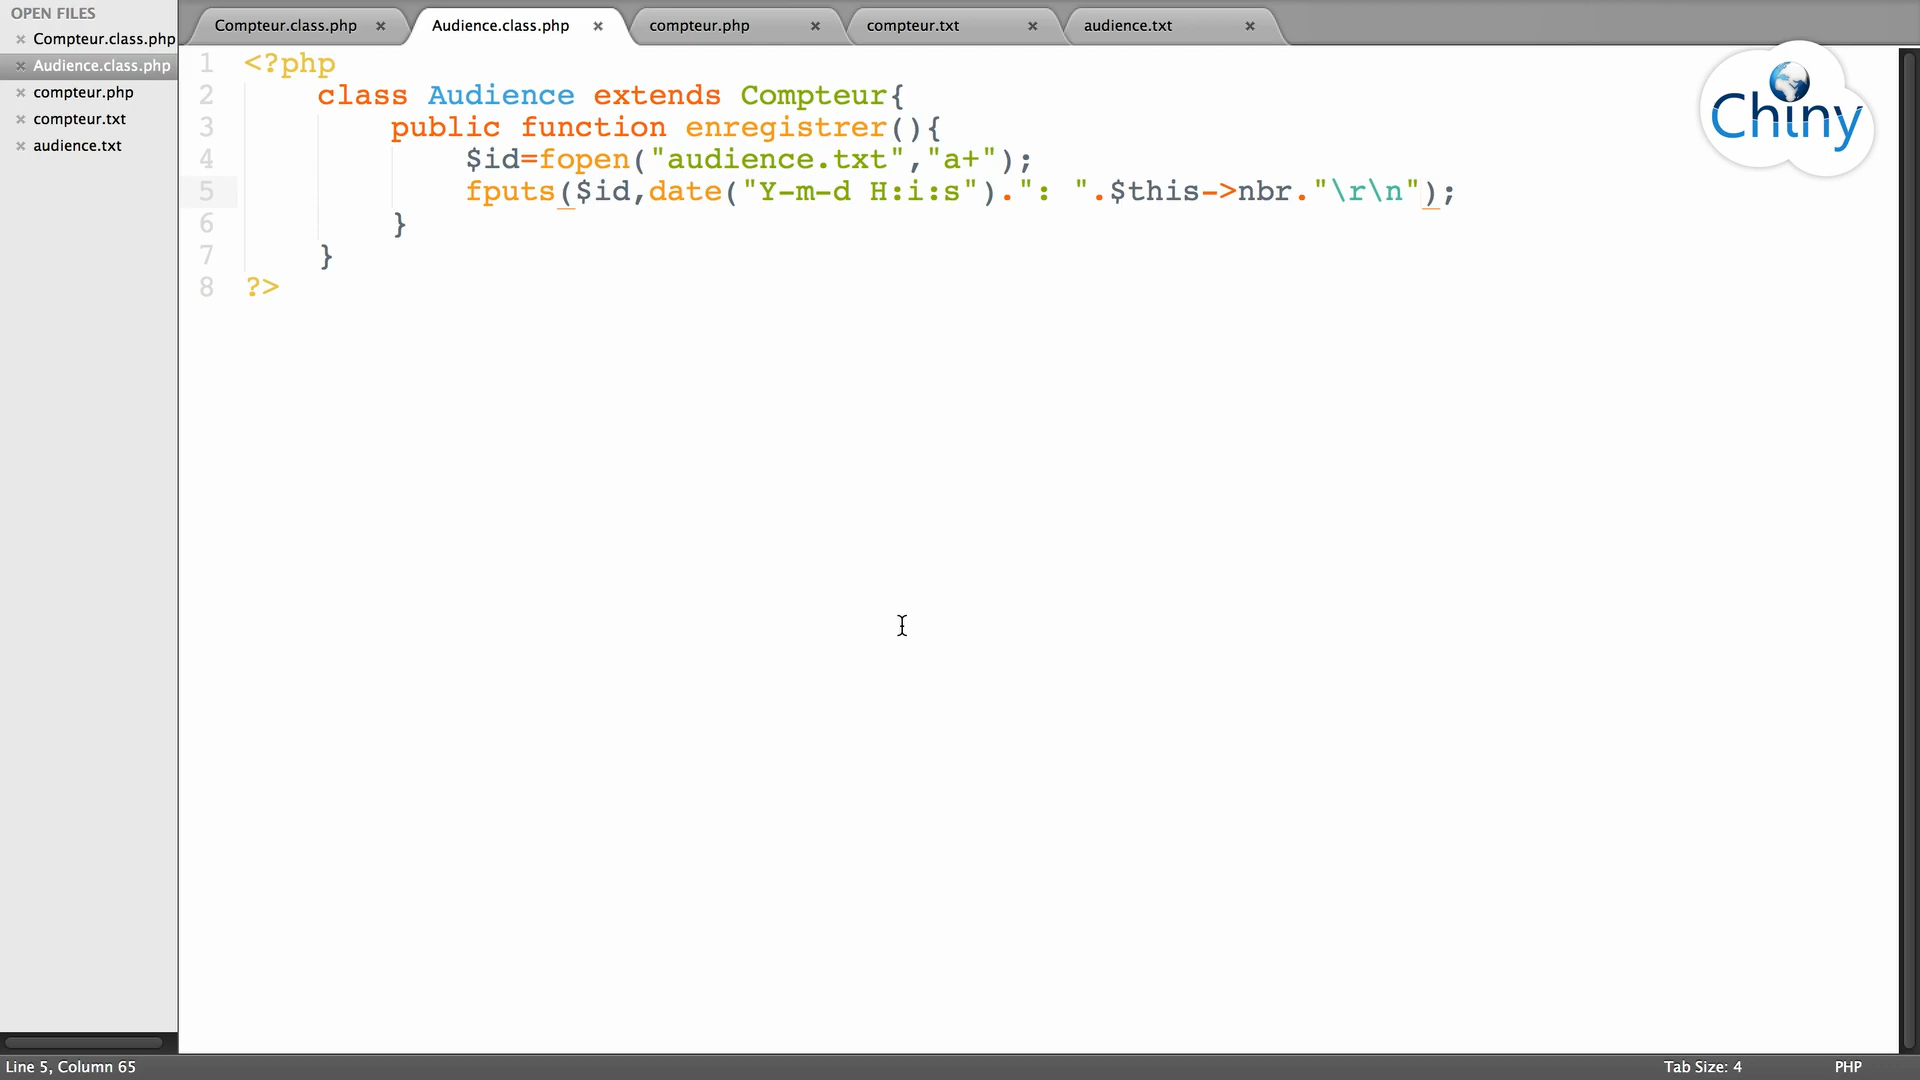 OPEN FILES
Compteur.class.php
Audience.class.php
compteur.php
compteur.txt
audience.txt
Compteur.class.php
Audience.class.php
compteur.php
compteur.txt
audience.txt
1 <?php
2 class Audience extends Compteur{
3 public function enregistrer(){
4 $id=fopen("audience.txt","a+");
5 fputs($id,date("Y-m-d H:i:s").": ".$this->nbr."\r\n");
6 }
7 }
8 ?>
Chiny
Line 5, Column 65
Tab Size: 4
PHP